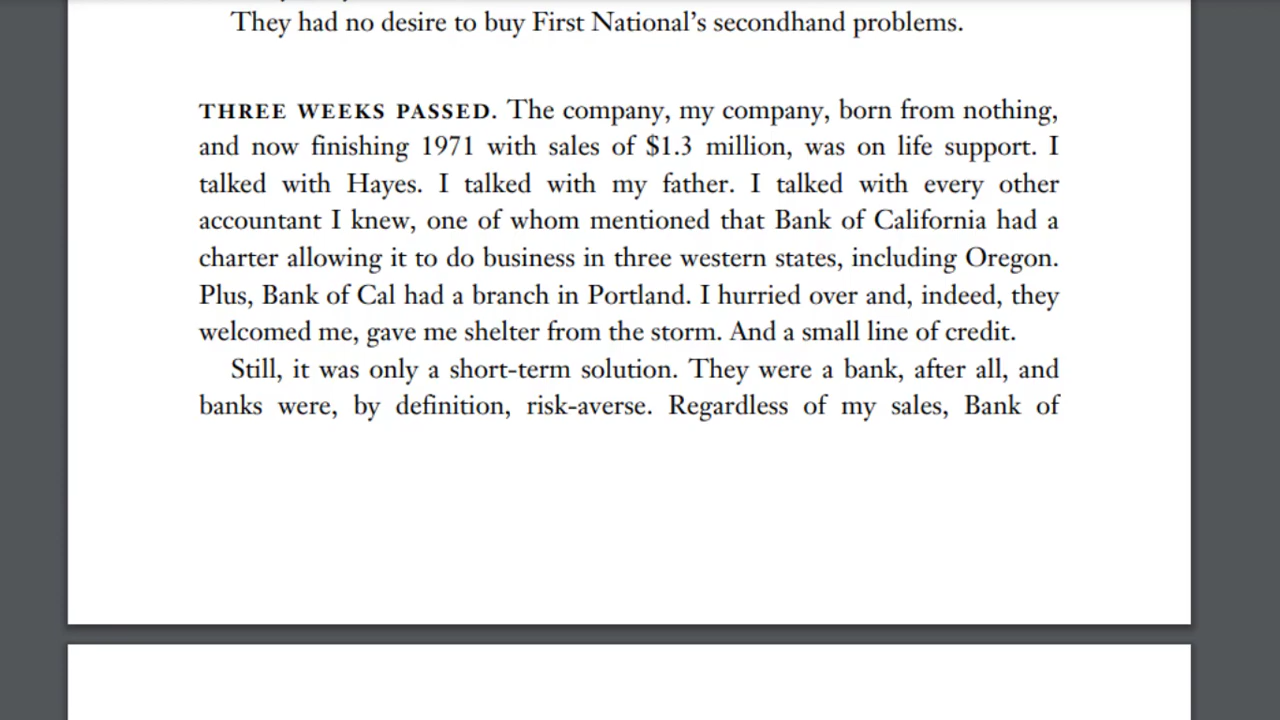 They had no desire to buy First National’s secondhand problems.
THREE WEEKS PASSED. The company, my company, born from nothing,
and now finishing 1971 with sales of $1.3 million, was on life support. I
talked with Hayes. I talked with my father. I talked with every other
accountant I knew, one of whom mentioned that Bank of California had a
charter allowing it to do business in three western states, including Oregon.
Plus, Bank of Cal had a branch in Portland. I hurried over and, indeed, they
welcomed me, gave me shelter from the storm. And a small line of credit.
Still, it was only a short-term solution. They were a bank, after all, and
banks were, by definition, risk-averse. Regardless of my sales, Bank of